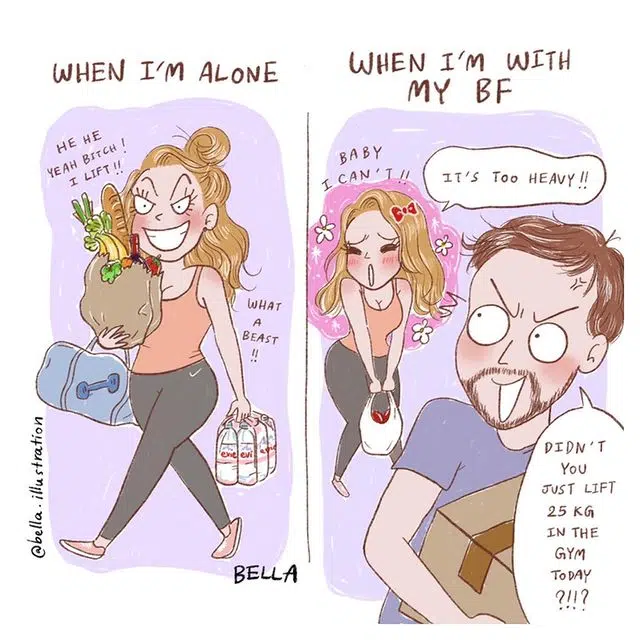 WHEN I'M ALONE
HE HE
YEAH BITCH!
I LIFT!!
WHAT
A
BEAST
!!
@bella.illustration
BELLA
WHEN I'M WITH
MY BF
BABY
I CAN'T!!
IT'S TOO HEAVY!!
DIDN'T
YOU
JUST LIFT
25 KG
IN THE
GYM
TODAY
?!!?